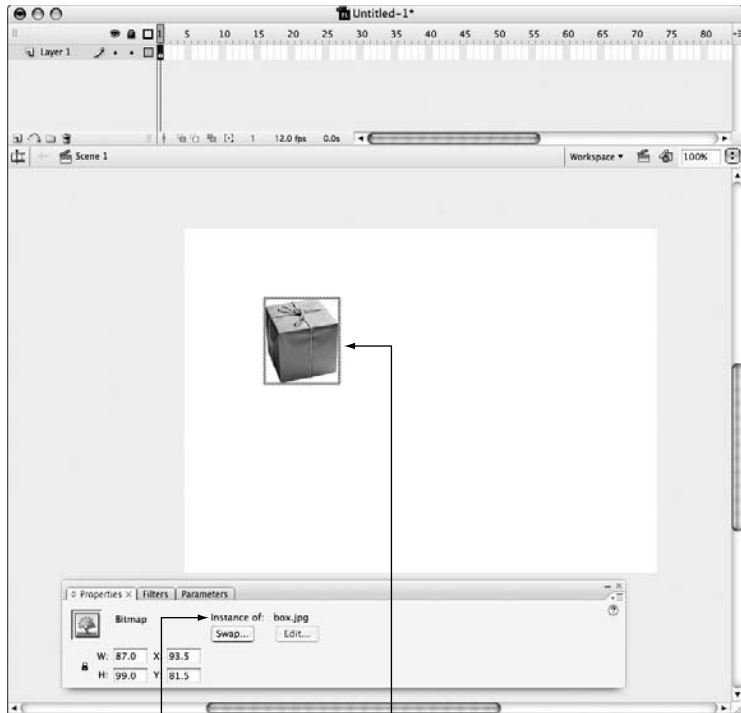 Untitled-1*
1 5 10 15 20 25 30 35 40 45 50 55 60 65 70 75 80
Layer 1
1 12.0 fps 0.0s
Scene 1 Workspace 100%
Properties × Filters Parameters
Bitmap Instance of: box.jpg
Swap... Edit...
W: 87.0 X: 93.5
H: 99.0 Y: 81.5